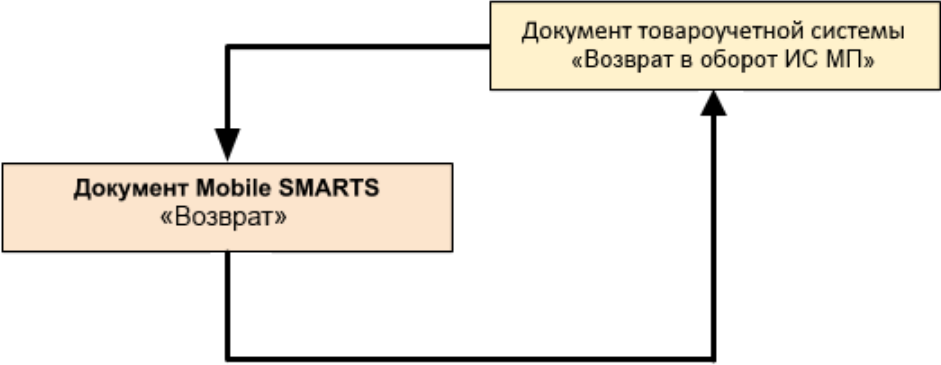 Документ товароучетной системы
«Возврат в оборот ИС МП»
Документ Mobile SMARTS
«Возврат»